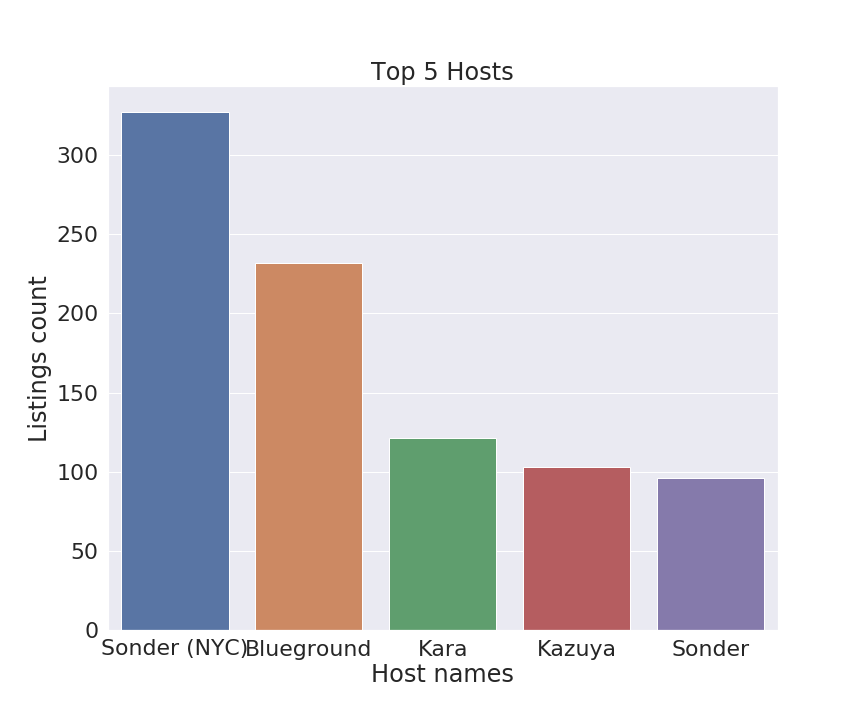 Top 5 Hosts
300
250
200
150
100
50
0
Listings count
Sonder (NYC) Blueground Kara Kazuya Sonder
Host names